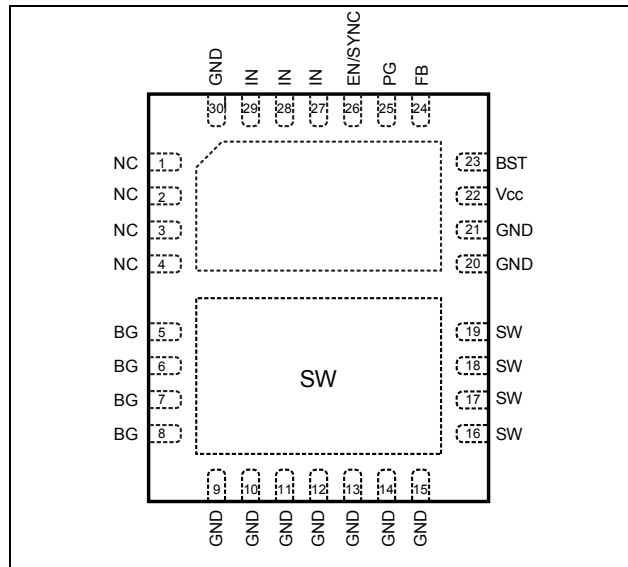 GND IN IN IN EN/SYNC PG FB
30 29 28 27 26 25 24
NC 1 23 BST
NC 2 22 Vcc
NC 3 21 GND
NC 4 20 GND
BG 5 19 SW
BG 6 18 SW
SW
BG 7 17 SW
BG 8 16 SW
9 10 11 12 13 14 15
GND GND GND GND GND GND GND